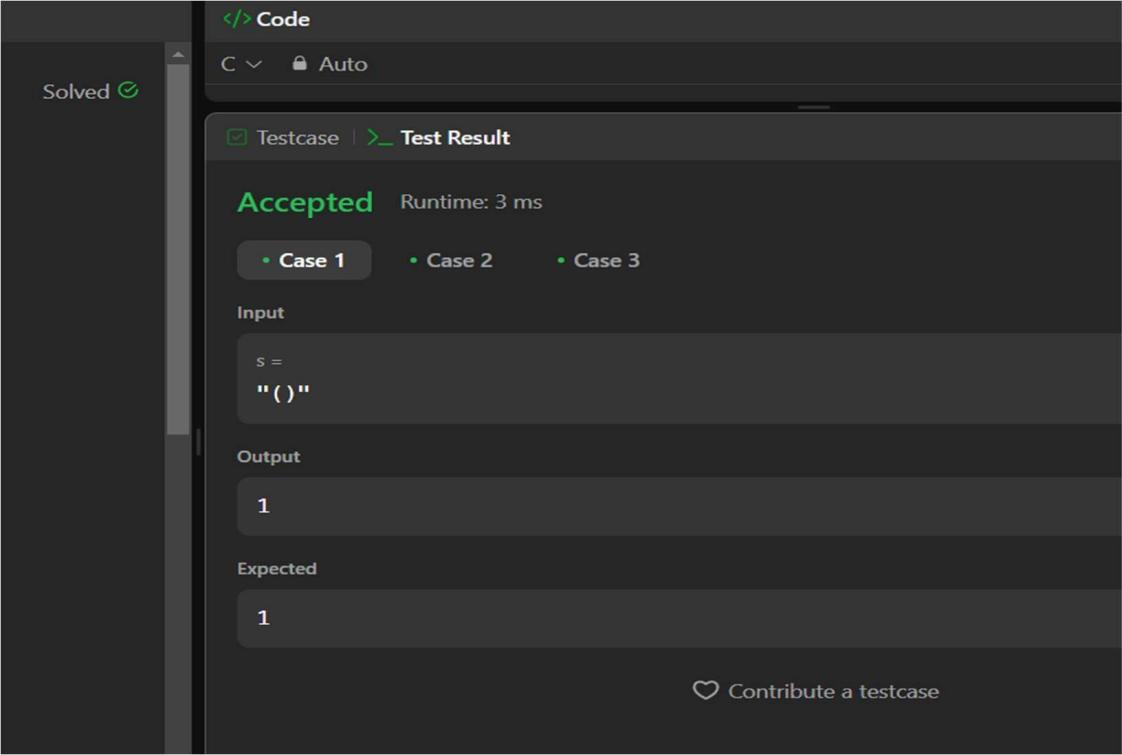 </> Code
C Auto
Solved
Testcase | >_ Test Result
Accepted Runtime: 3 ms
• Case 1 • Case 2 • Case 3
Input
s =
"()"
Output
1
Expected
1
Contribute a testcase